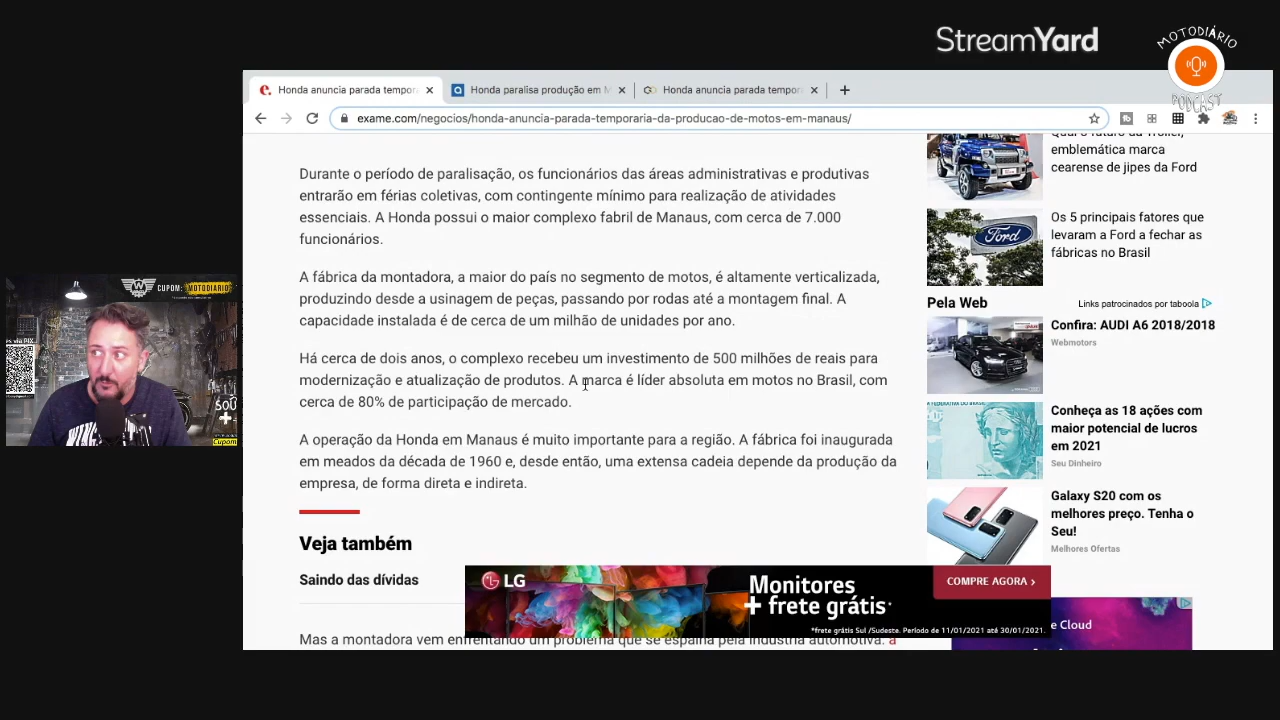 StreamYard
MOTODIÁRIO
PODCAST
Honda anuncia parada tempor
Honda paralisa produção em M
Honda anuncia parada tempor
exame.com/negocios/honda-anuncia-parada-temporaria-da-producao-de-motos-em-manaus/
Durante o período de paralisação, os funcionários das áreas administrativas e produtivas
entrarão em férias coletivas, com contingente mínimo para realização de atividades
essenciais. A Honda possui o maior complexo fabril de Manaus, com cerca de 7.000
funcionários.
A fábrica da montadora, a maior do país no segmento de motos, é altamente verticalizada,
produzindo desde a usinagem de peças, passando por rodas até a montagem final. A
capacidade instalada é de cerca de um milhão de unidades por ano.
Há cerca de dois anos, o complexo recebeu um investimento de 500 milhões de reais para
modernização e atualização de produtos. A marca é líder absoluta em motos no Brasil, com
cerca de 80% de participação de mercado.
A operação da Honda em Manaus é muito importante para a região. A fábrica foi inaugurada
em meados da década de 1960 e, desde então, uma extensa cadeia depende da produção da
empresa, de forma direta e indireta.
Veja também
Saindo das dívidas
Mas a montadora vem enfrentando um problema que se espalha pela indústria automotiva: a
Qual o futuro da Troller,
emblemática marca
cearense de jipes da Ford
Ford
Os 5 principais fatores que
levaram a Ford a fechar as
fábricas no Brasil
Pela Web
Links patrocinados por taboola
Confira: AUDI A6 2018/2018
Webmotors
Conheça as 18 ações com
maior potencial de lucros
em 2021
Seu Dinheiro
Galaxy S20 com os
melhores preço. Tenha o
Seu!
Melhores Ofertas
LG
Monitores
+ frete grátis*
COMPRE AGORA ›
*frete grátis Sul /Sudeste. Período de 11/01/2021 até 30/01/2021.
e Cloud
W
CUPOM: MOTODIARIO
es via PIX
SOU
+
Cupom